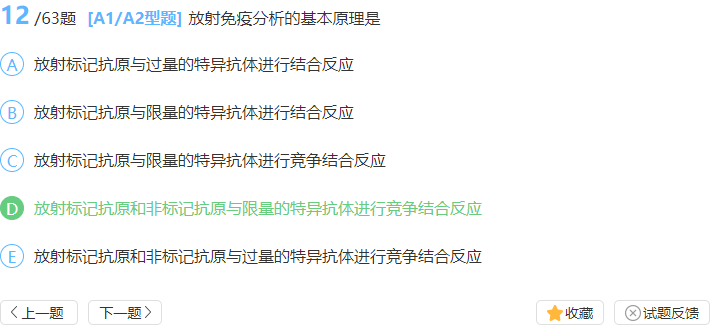 12 /63题 [A1/A2型题] 放射免疫分析的基本原理是
A 放射标记抗原与过量的特异抗体进行结合反应
B 放射标记抗原与限量的特异抗体进行结合反应
C 放射标记抗原与限量的特异抗体进行竞争结合反应
D 放射标记抗原和非标记抗原与限量的特异抗体进行竞争结合反应
E 放射标记抗原和非标记抗原与过量的特异抗体进行竞争结合反应
上一题 下一题 收藏 试题反馈